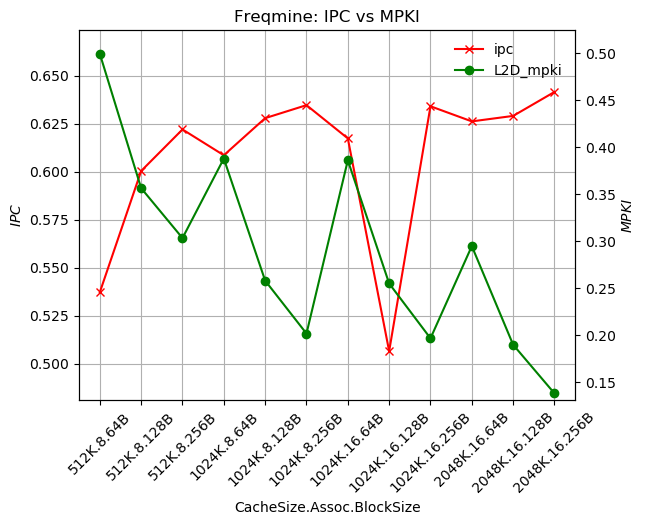 Freqmine: IPC vs MPKI
ipc
L2D_mpki
0.650
0.625
0.600
0.575
0.550
0.525
0.500
IPC
0.50
0.45
0.40
0.35
0.30
0.25
0.20
0.15
MPKI
512K.8.64B
512K.8.128B
512K.8.256B
1024K.8.64B
1024K.8.128B
1024K.8.256B
1024K.16.64B
1024K.16.128B
1024K.16.256B
2048K.16.64B
2048K.16.128B
2048K.16.256B
CacheSize.Assoc.BlockSize